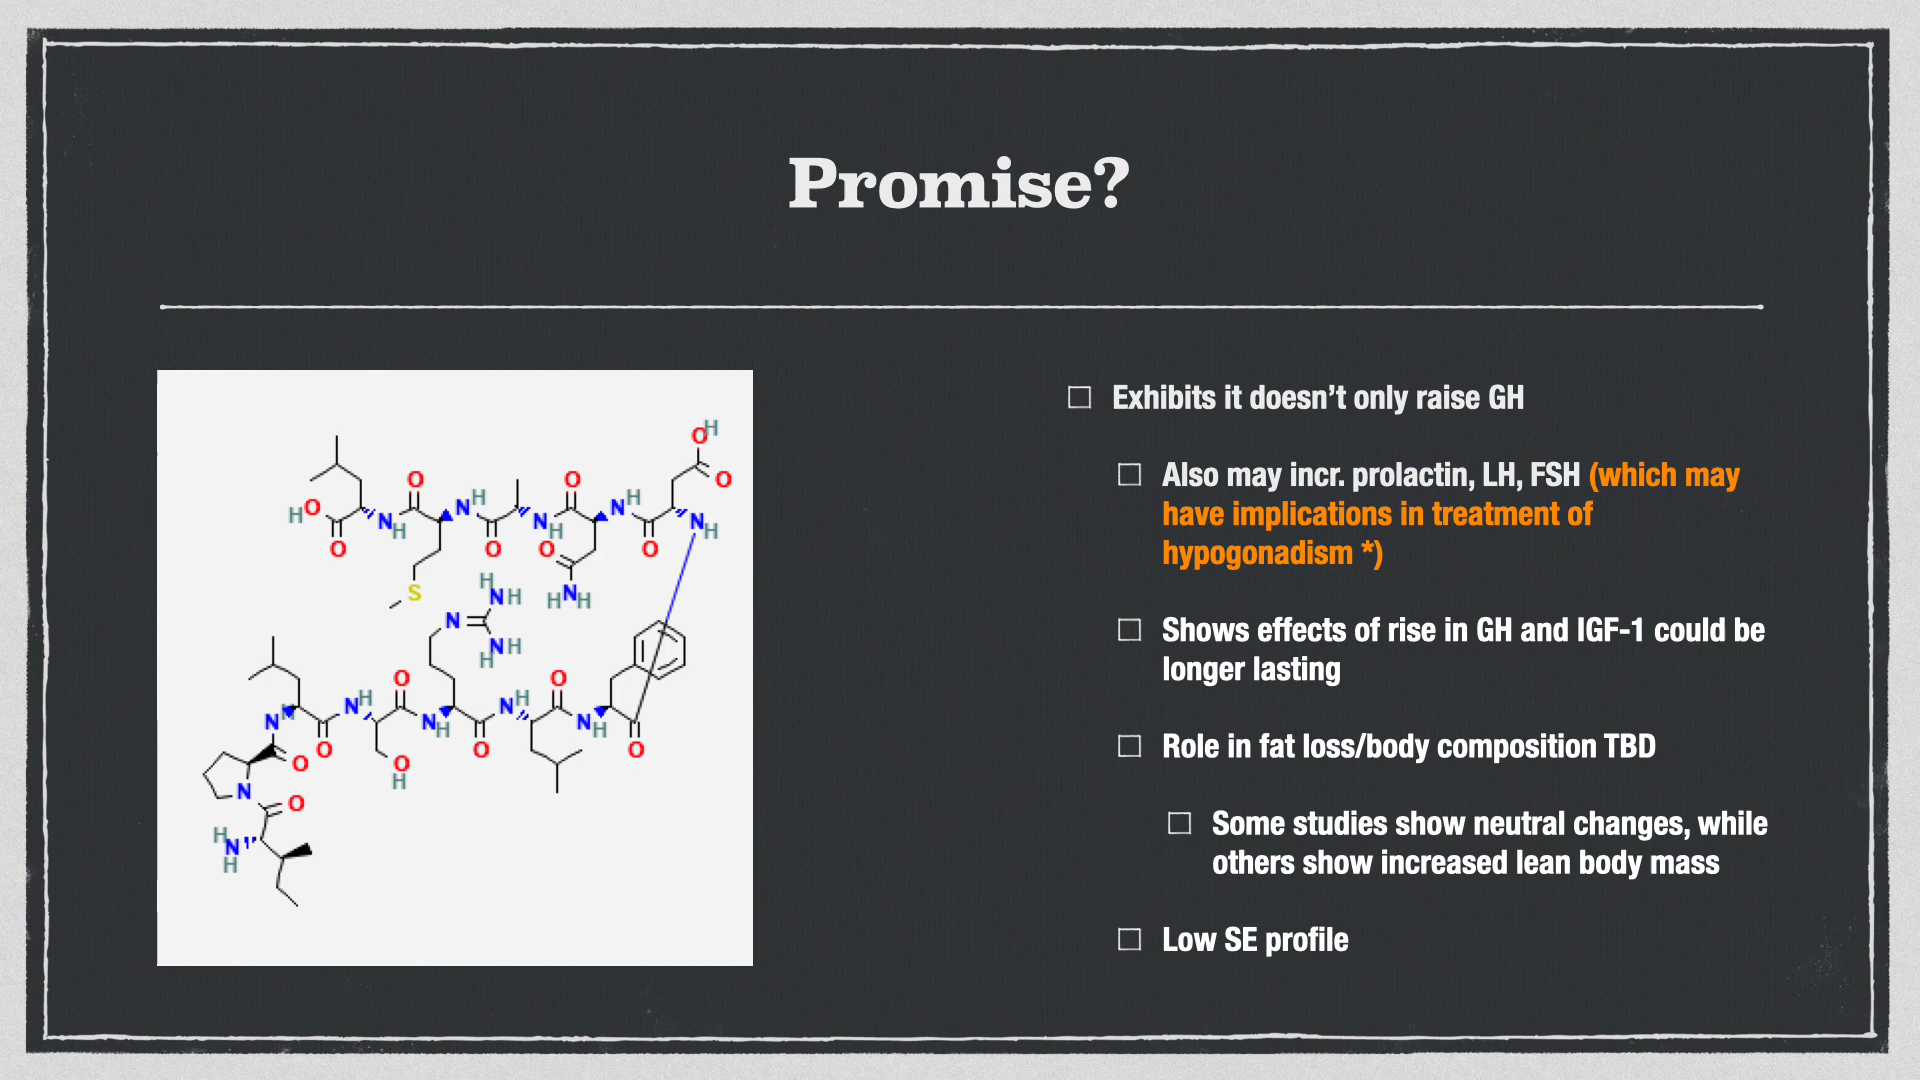 Promise?
Exhibits it doesn’t only raise GH
Also may incr. prolactin, LH, FSH (which may
have implications in treatment of
hypogonadism *)
Shows effects of rise in GH and IGF-1 could be
longer lasting
Role in fat loss/body composition TBD
Some studies show neutral changes, while
others show increased lean body mass
Low SE profile
O H
O O O
H O N H N H N H N H
O O O O
S H N H H N H
N
N H
H
O O
N H N H N H N H N H
O O O O
O H
N O
H N H